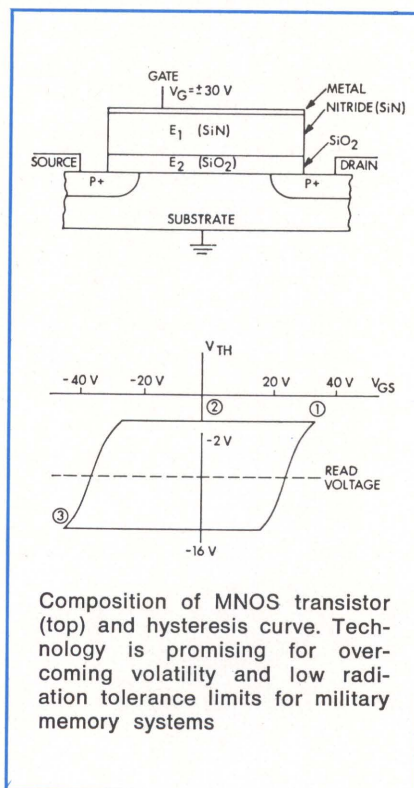 GATE
V_G=±30 V
METAL
NITRIDE (SiN)
E₁ (SiN)
SiO₂
E₂ (SiO₂)
SOURCE
DRAIN
P+
P+
SUBSTRATE
V_TH
-40 V -20 V 20 V 40 V V_GS
② ①
-2 V
READ
VOLTAGE
③
-16 V
Composition of MNOS transistor
(top) and hysteresis curve. Tech-
nology is promising for over-
coming volatility and low radi-
ation tolerance limits for military
memory systems